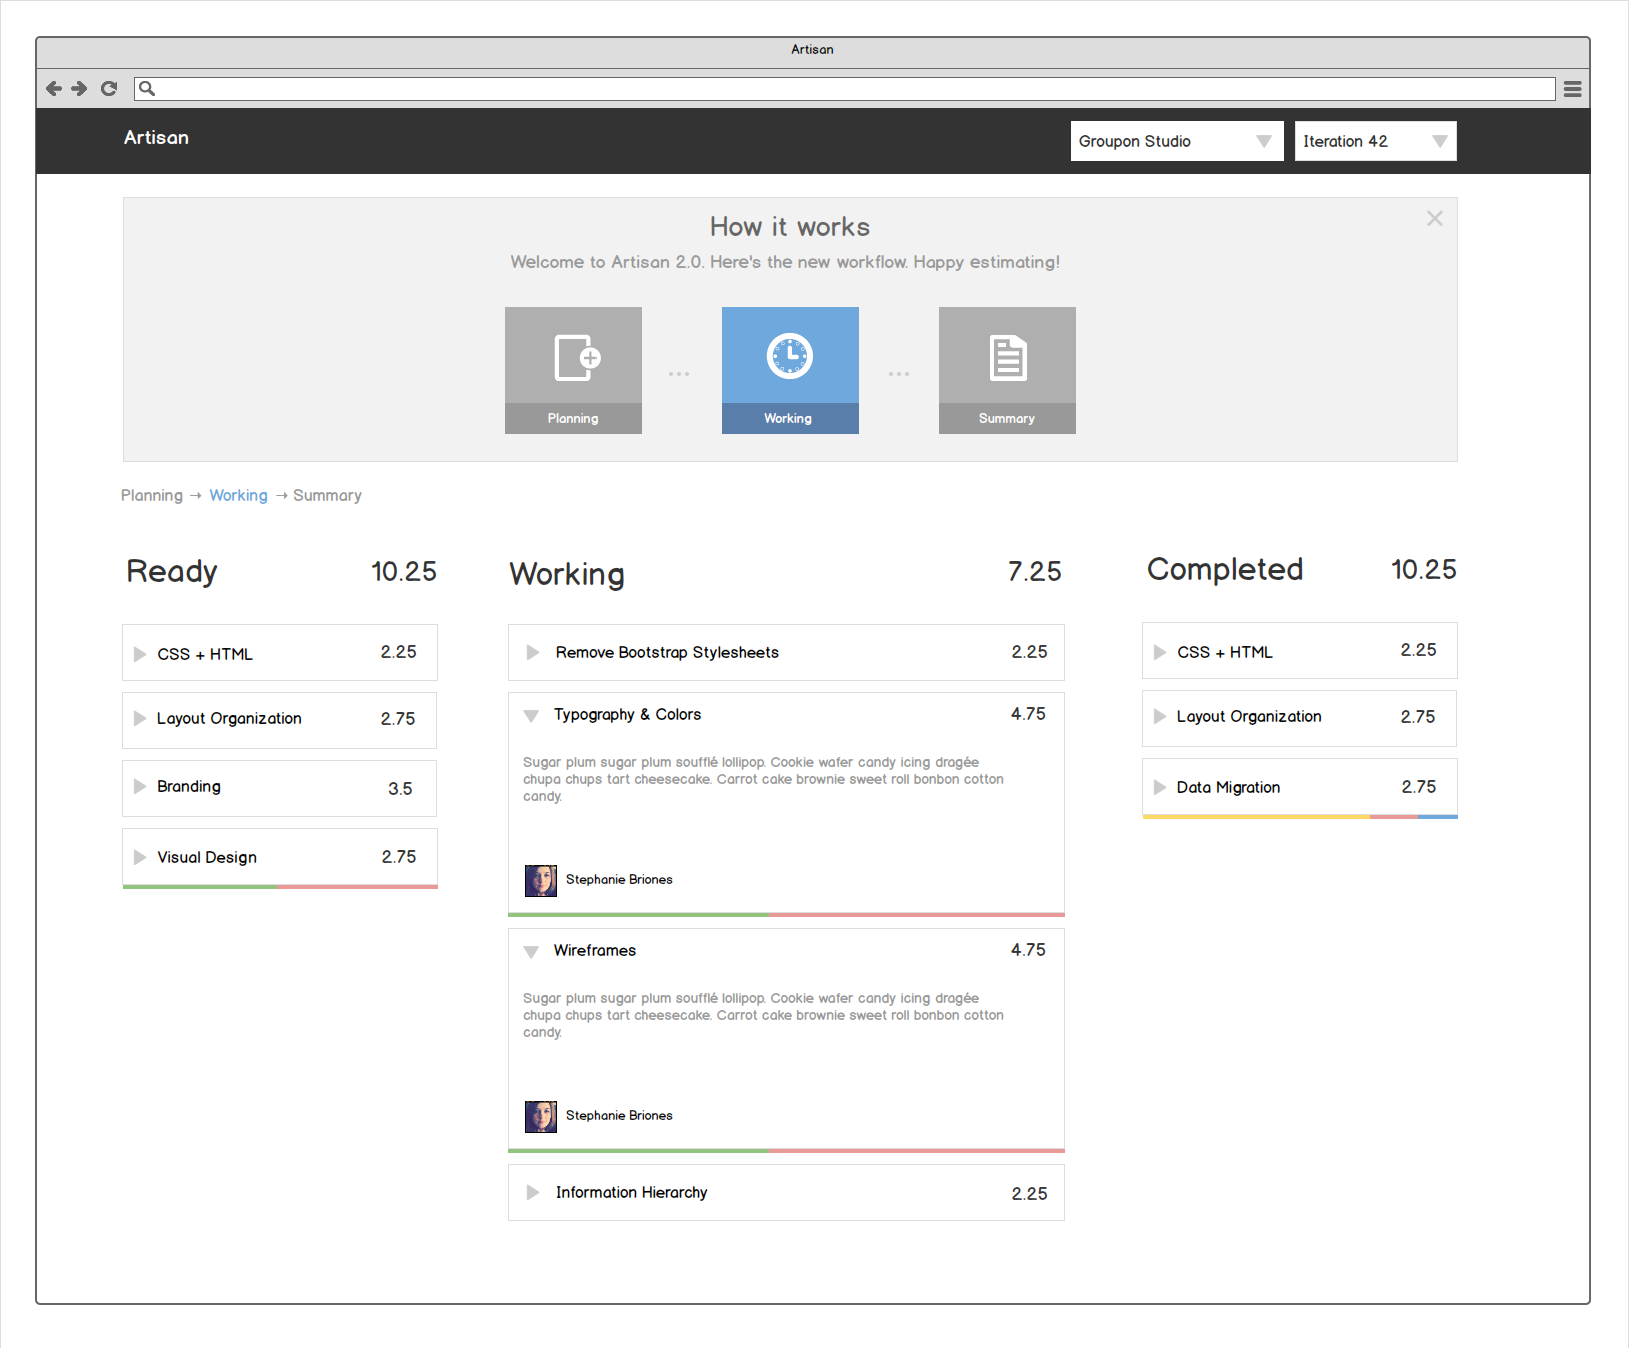 Artisan
Artisan
Groupon Studio
Iteration 42
How it works
Welcome to Artisan 2.0. Here's the new workflow. Happy estimating!
...
...
Planning
Working
Summary
Planning → Working → Summary
Ready 10.25
CSS + HTML 2.25
Layout Organization 2.75
Branding 3.5
Visual Design 2.75
Working 7.25
Remove Bootstrap Stylesheets 2.25
Typography & Colors 4.75
Sugar plum sugar plum soufflé lollipop. Cookie wafer candy icing dragée
chupa chups tart cheesecake. Carrot cake brownie sweet roll bonbon cotton
candy.
Stephanie Briones
Wireframes 4.75
Sugar plum sugar plum soufflé lollipop. Cookie wafer candy icing dragée
chupa chups tart cheesecake. Carrot cake brownie sweet roll bonbon cotton
candy.
Stephanie Briones
Information Hierarchy 2.25
Completed 10.25
CSS + HTML 2.25
Layout Organization 2.75
Data Migration 2.75